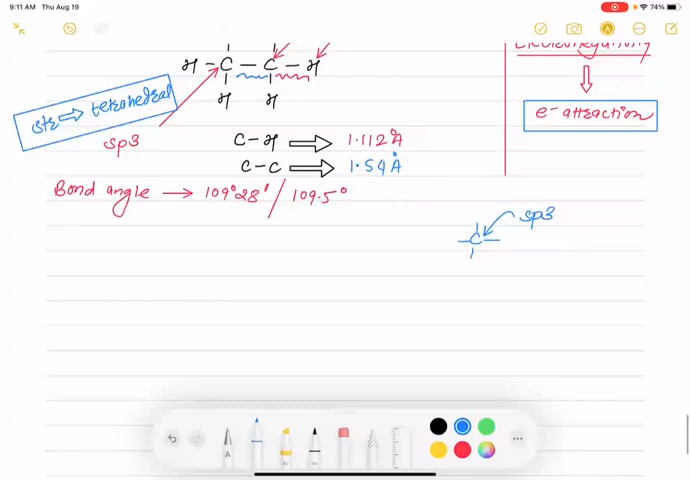 9:11 AM Thu Aug 19
74%
H - C - C - H
H H
str ⇒ tetrahedral
sp3
C - H ⇒ 1.112 Å
C - C ⇒ 1.54 Å
Bond angle → 109°28' / 109.5°
e- attraction
sp3
C
A